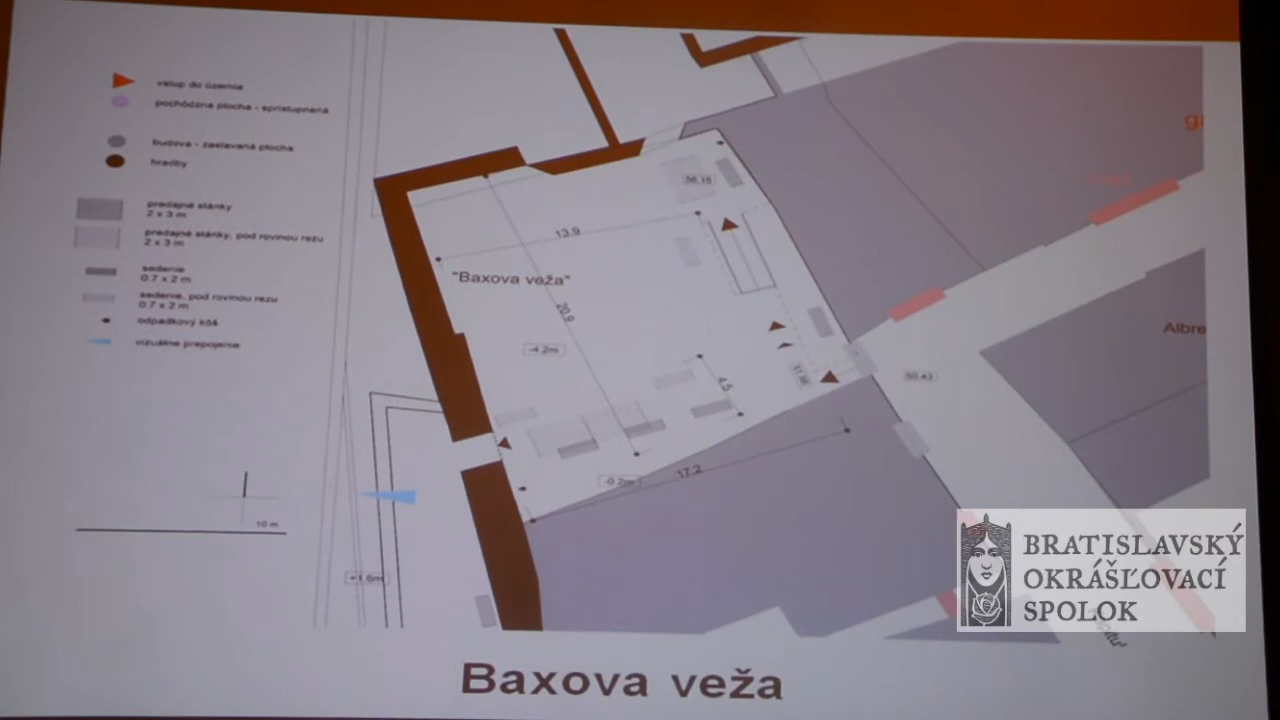 vstup do územia
pochôdzna plocha - sprístupnená
budova - zastavaná plocha
hradby
predajné stánky
2 x 3 m
predajné stánky, pod rovinou rezu
2 x 3 m
sedenie
0.7 x 2 m
sedenie, pod rovinou rezu
0.7 x 2 m
odpadkový kôš
vizuálne prepojenie
10 m
+1.6m
56.16
13.9
"Baxova veža"
20.9
-4.2m
4.5
50.43
-0.2m
17.2
Albre
Baxova veža
BRATISLAVSKÝ
OKRÁŠĽOVACÍ
SPOLOK